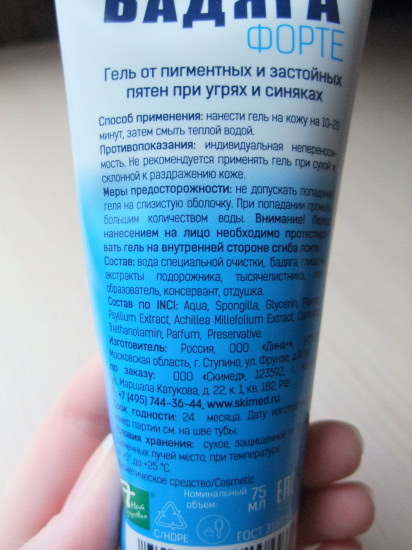 БАДЯГА
ФОРТЕ
Гель от пигментных и застойных
пятен при угрях и синяках
Способ применения: нанести гель на кожу на 10-20
минут, затем смыть теплой водой.
Противопоказания: индивидуальная непереноси-
мость. Не рекомендуется применять гель при сухой и
склонной к раздражению коже.
Меры предосторожности: не допускать попадания
геля на слизистую оболочку. При попадании
большим количеством воды. Внимание!
нанесением на лицо необходимо
вать гель на внутренней стороне сгиба
Состав: вода специальной очистки, бадяга,
экстракты подорожника, тысячелистника,
образователь, консервант, отдушка.
Состав по INCI: Aqua, Spongilla, Glycerin,
Psyllium Extract, Achillea Millefolium Extract,
Triethanolamin, Parfum, Preservative.
Изготовитель: Россия, ООО «Дина+»,
Московская область, г. Ступино, ул. Фрунзе,
по заказу: ООО «Скимед», 123592, г.
Маршала Катукова, д. 22, к. 1, кв. 182, РФ.
+7 (495) 744-36-44, www.skimed.ru
Срок годности: 24 месяца. Дату
номер партии см. на шве тубы.
Условия хранения: сухое, защищенное от
солнечных лучей место, при температуре
до +25 °С.
Косметическое средство/Cosmetic
Номинальный
объем:
75
МЛ
EAC
C/HDPE
ГОСТ